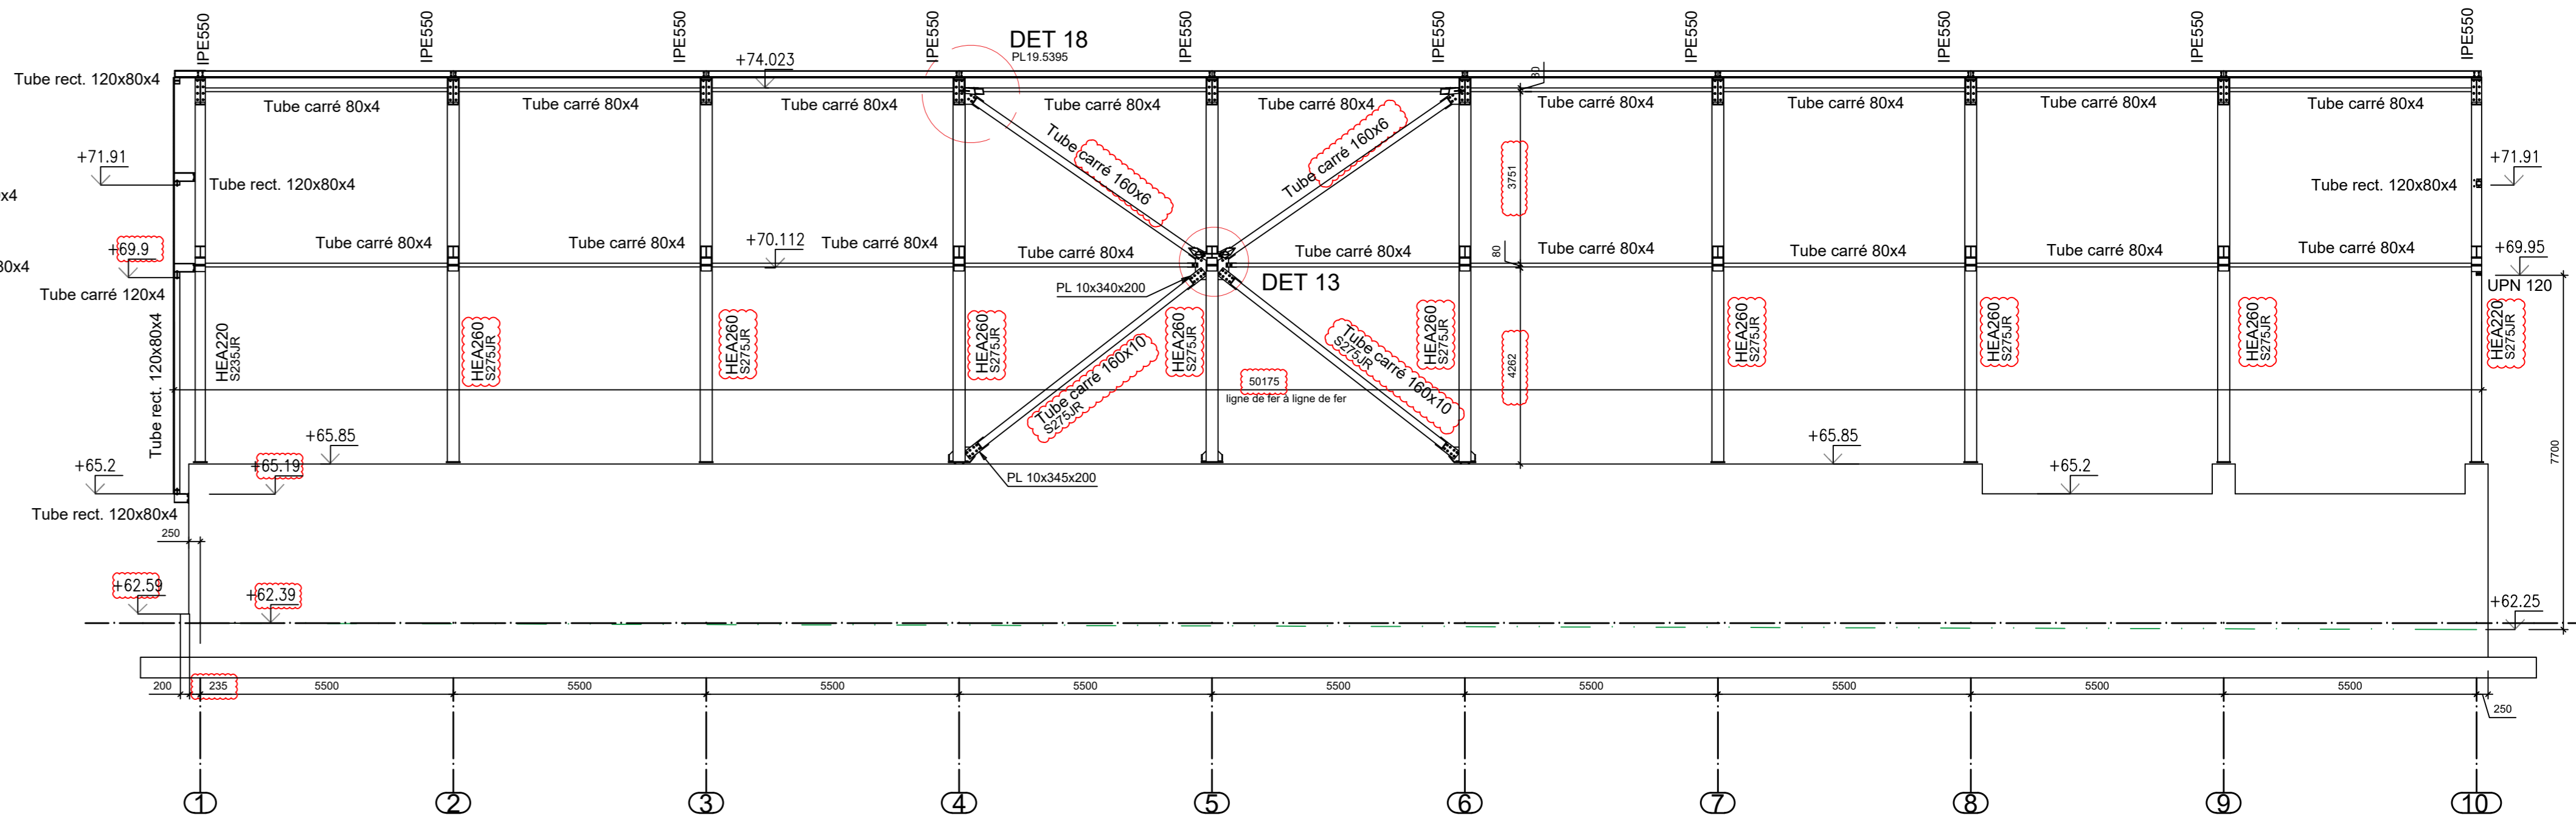 IPE550
IPE550
IPE550
IPE550
IPE550
IPE550
IPE550
IPE550
IPE550
IPE550
DET 18
PL19.5395
Tube rect. 120x80x4
+74.023
80
Tube carré 80x4
Tube carré 80x4
Tube carré 80x4
Tube carré 80x4
Tube carré 80x4
Tube carré 80x4
Tube carré 80x4
Tube carré 80x4
Tube carré 80x4
Tube carré 160x6
Tube carré 160x6
+71.91
Tube rect. 120x80x4
3751
+71.91
Tube rect. 120x80x4
x4
+69.9
Tube carré 80x4
Tube carré 80x4
+70.112
Tube carré 80x4
Tube carré 80x4
Tube carré 80x4
80
Tube carré 80x4
Tube carré 80x4
Tube carré 80x4
Tube carré 80x4
+69.95
80x4
Tube carré 120x4
PL 10x340x200
DET 13
UPN 120
Tube rect. 120x80x4
HEA220
S235JR
HEA260
S275JR
HEA260
S275JR
HEA260
S275JR
Tube carré 160x10
S275JR
HEA260
S275JR
Tube carré 160x10
S275JR
HEA260
S275JR
4262
HEA260
S275JR
HEA260
S275JR
HEA260
S275JR
HEA220
S275JR
50175
ligne de fer à ligne de fer
+65.85
+65.85
+65.2
+65.19
PL 10x345x200
+65.2
7700
Tube rect. 120x80x4
250
+62.59
+62.39
+62.25
200
235
5500
5500
5500
5500
5500
5500
5500
5500
5500
250
1
2
3
4
5
6
7
8
9
10